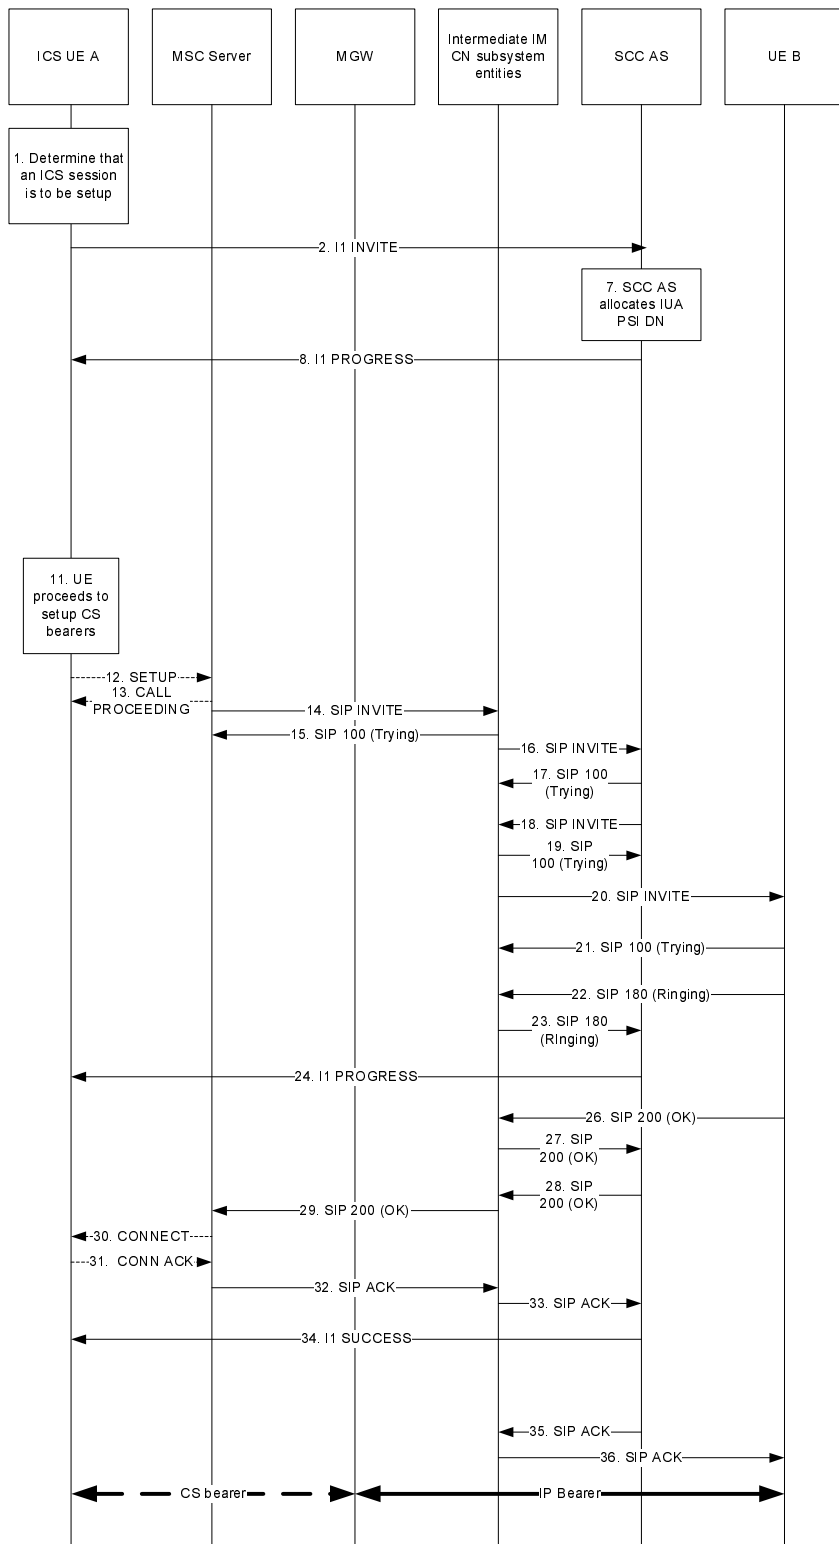 ICS UE A
MSC Server
MGW
Intermediate IM
CN subsystem
entities
SCC AS
UE B
1. Determine that
an ICS session
is to be setup
2. I1 INVITE
7. SCC AS
allocates IUA
PSI DN
8. I1 PROGRESS
11. UE
proceeds to
setup CS
bearers
12. SETUP
13. CALL
PROCEEDING
14. SIP INVITE
15. SIP 100 (Trying)
16. SIP INVITE
17. SIP 100
(Trying)
18. SIP INVITE
19. SIP
100 (Trying)
20. SIP INVITE
21. SIP 100 (Trying)
22. SIP 180 (Ringing)
23. SIP 180
(RInging)
24. I1 PROGRESS
26. SIP 200 (OK)
27. SIP
200 (OK)
28. SIP
200 (OK)
29. SIP 200 (OK)
30. CONNECT
31. CONN ACK
32. SIP ACK
33. SIP ACK
34. I1 SUCCESS
35. SIP ACK
36. SIP ACK
CS bearer
IP Bearer